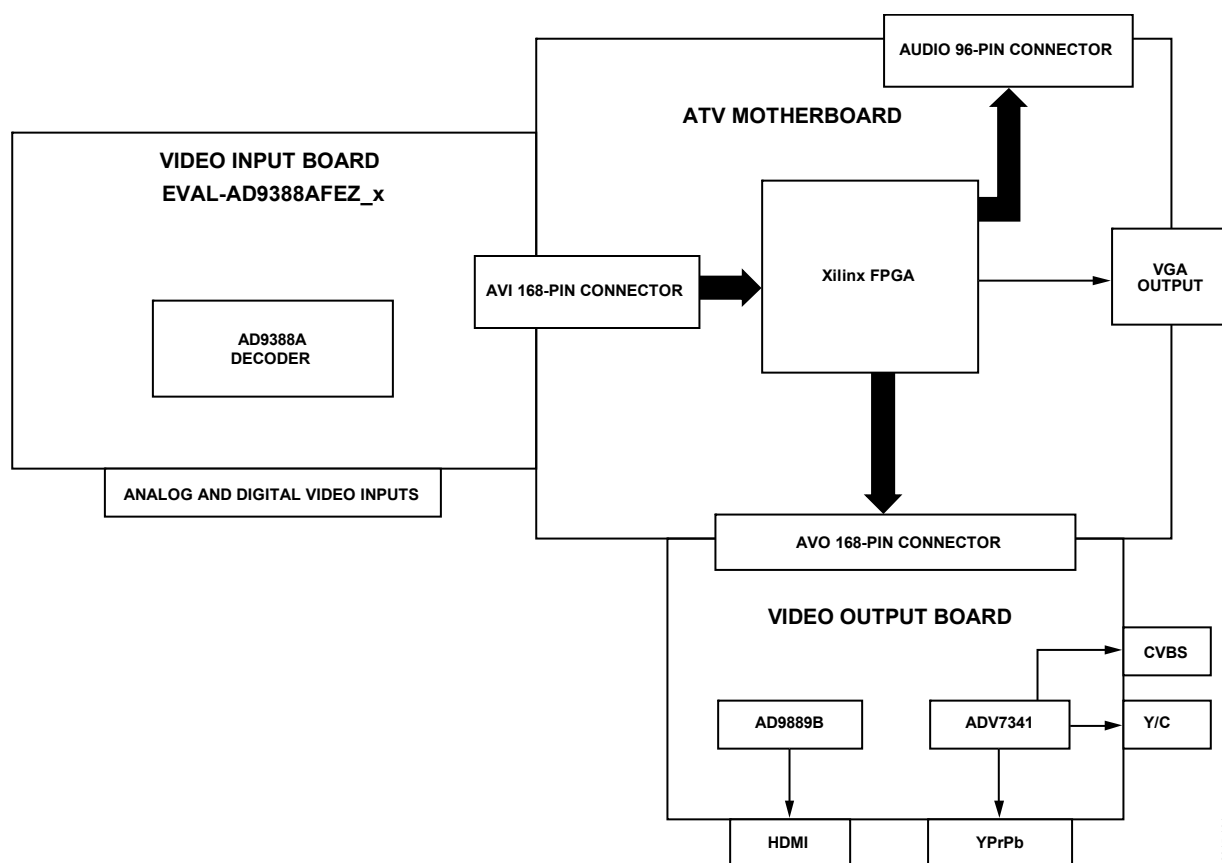 AUDIO 96-PIN CONNECTOR
ATV MOTHERBOARD
VIDEO INPUT BOARD
EVAL-AD9388AFEZ_x
AVI 168-PIN CONNECTOR
Xilinx FPGA
VGA
OUTPUT
AD9388A
DECODER
ANALOG AND DIGITAL VIDEO INPUTS
AVO 168-PIN CONNECTOR
VIDEO OUTPUT BOARD
CVBS
AD9889B
ADV7341
Y/C
HDMI
YPrPb